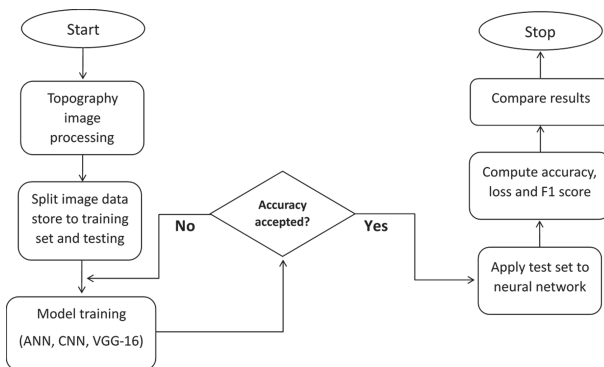 Start
Topography
image
processing
Split image data
store to training
set and testing
Model training
(ANN, CNN, VGG-16)
No
Accuracy
accepted?
Yes
Stop
Compare results
Compute accuracy,
loss and F1 score
Apply test set to
neural network